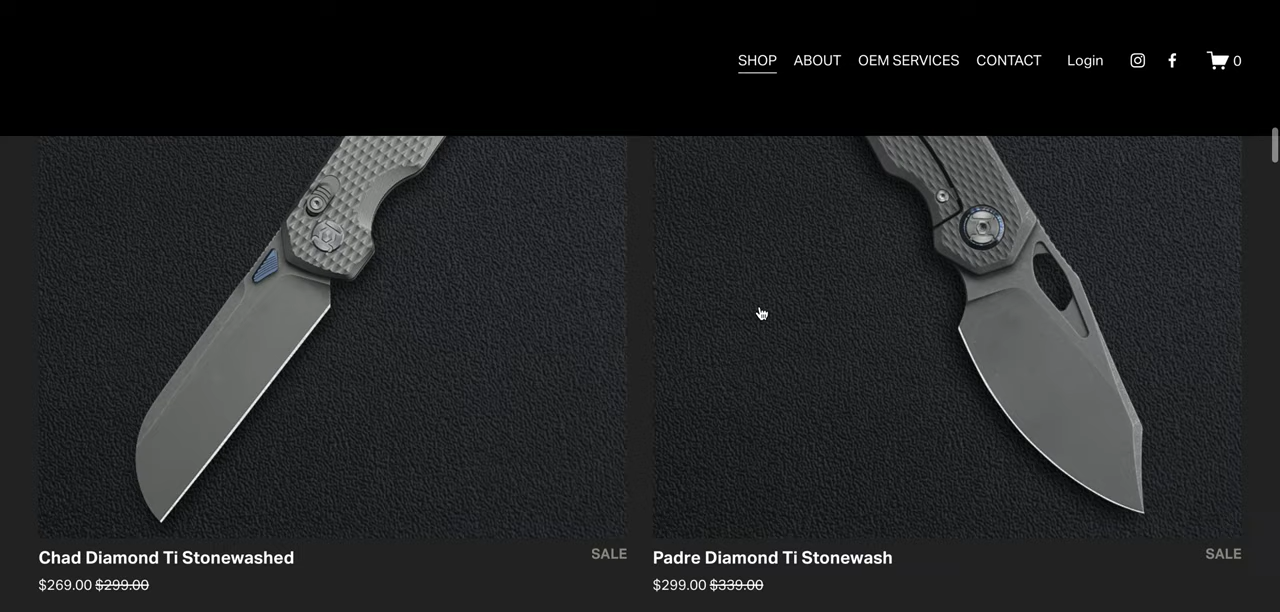 SHOP ABOUT OEM SERVICES CONTACT Login 0
Chad Diamond Ti Stonewashed SALE
$269.00 $299.00
Padre Diamond Ti Stonewash SALE
$299.00 $339.00